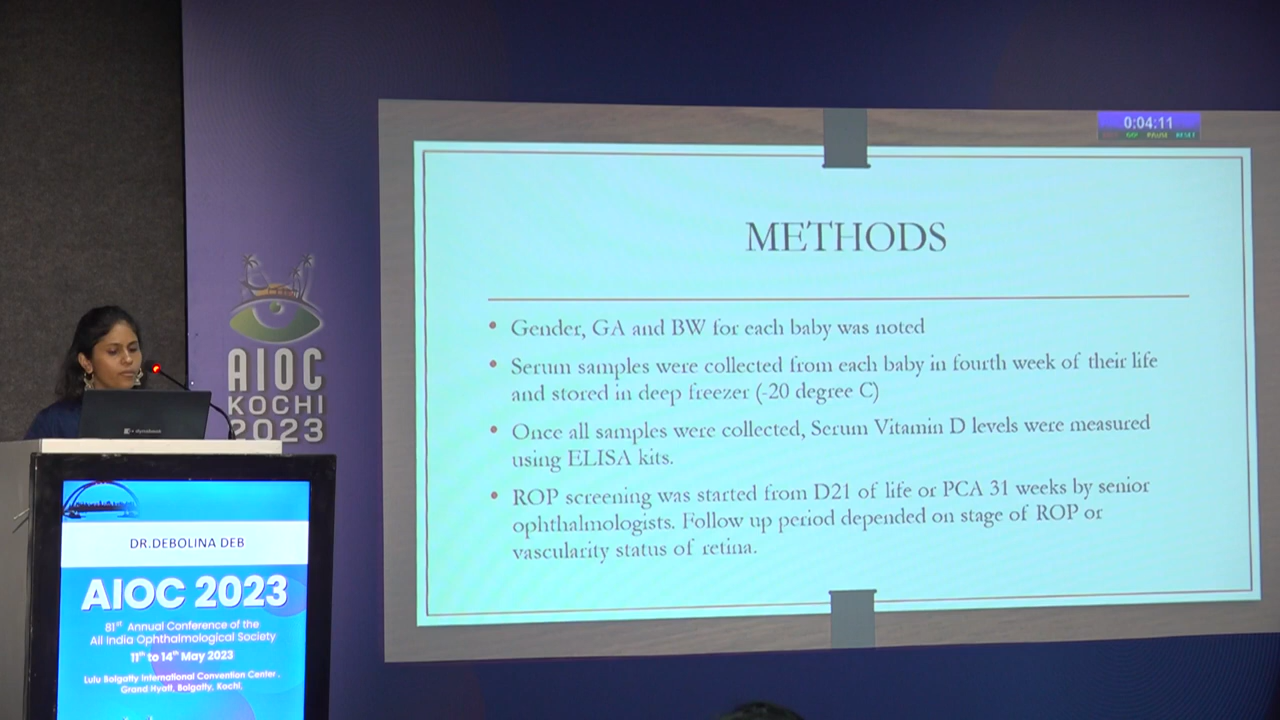 0:04:11
RESET
METHODS
• Gender, GA and BW for each baby was noted
• Serum samples were collected from each baby in fourth week of their life
and stored in deep freezer (-20 degree C)
• Once all samples were collected, Serum Vitamin D levels were measured
using ELISA kits.
• ROP screening was started from D21 of life or PCA 31 weeks by senior
ophthalmologists. Follow up period depended on stage of ROP or
vascularity status of retina.
AIOC
KOCHI
2023
dynabook
DR.DEBOLINA DEB
AIOC 2023
81st Annual Conference of the
All India Ophthalmological Society
11th to 14th May 2023
Lulu Bolgatty International Convention Center,
Grand Hyatt, Bolgatty, Kochi.